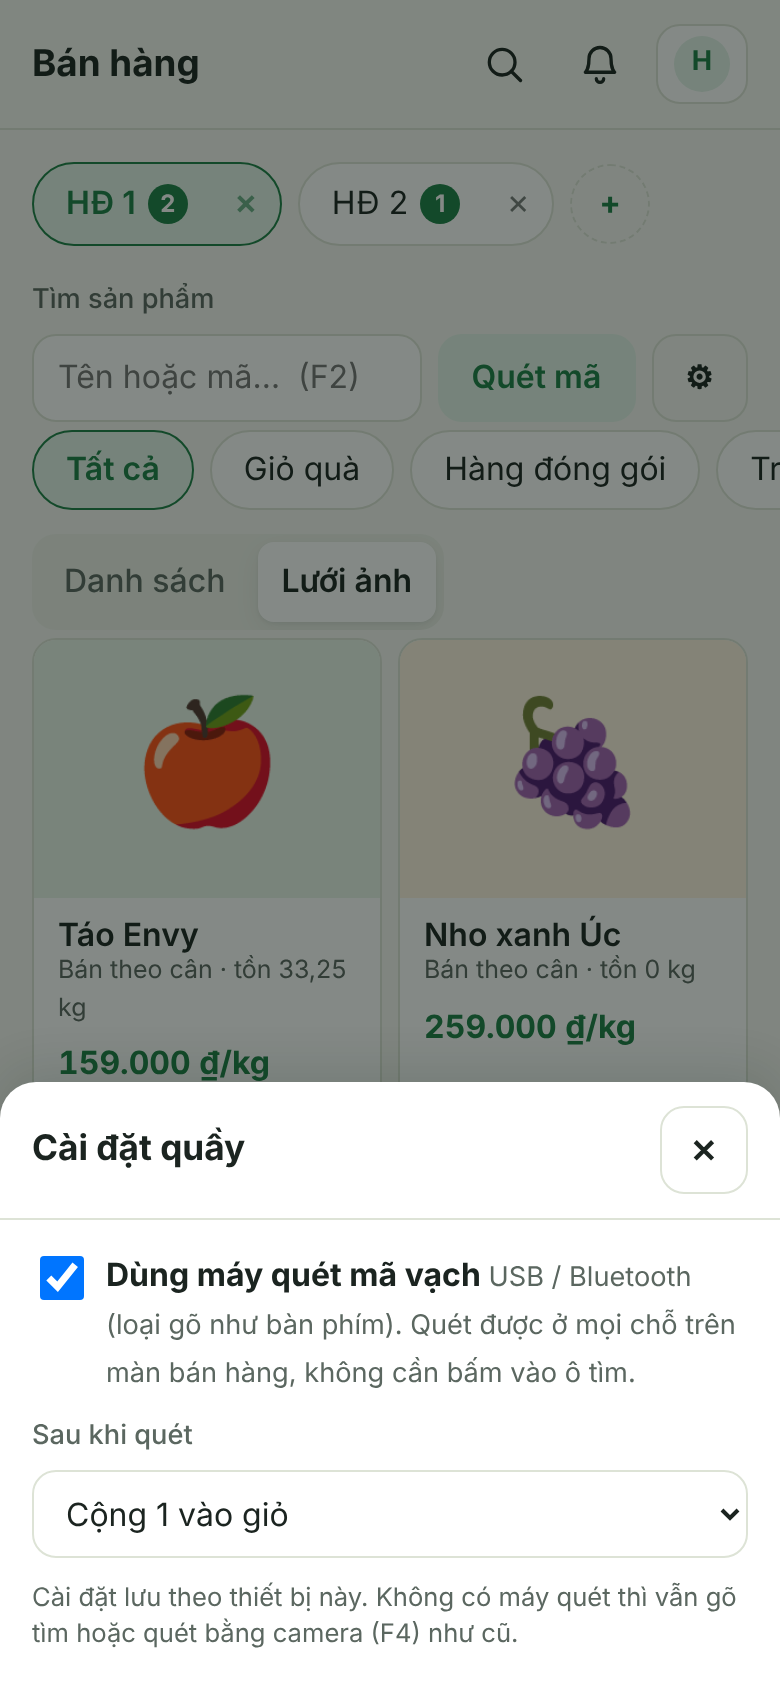 Bán hàng
H
HĐ 1 2 ×
HĐ 2 1 ×
+
Tìm sản phẩm
Tên hoặc mã... (F2)
Quét mã
Tất cả
Giỏ quà
Hàng đóng gói
Danh sách
Lưới ảnh
Táo Envy
Bán theo cân · tồn 33,25
kg
159.000 ₫/kg
Nho xanh Úc
Bán theo cân · tồn 0 kg
259.000 ₫/kg
Cài đặt quầy
×
Dùng máy quét mã vạch USB / Bluetooth
(loại gõ như bàn phím). Quét được ở mọi chỗ trên
màn bán hàng, không cần bấm vào ô tìm.
Sau khi quét
Cộng 1 vào giỏ
Cài đặt lưu theo thiết bị này. Không có máy quét thì vẫn gõ
tìm hoặc quét bằng camera (F4) như cũ.